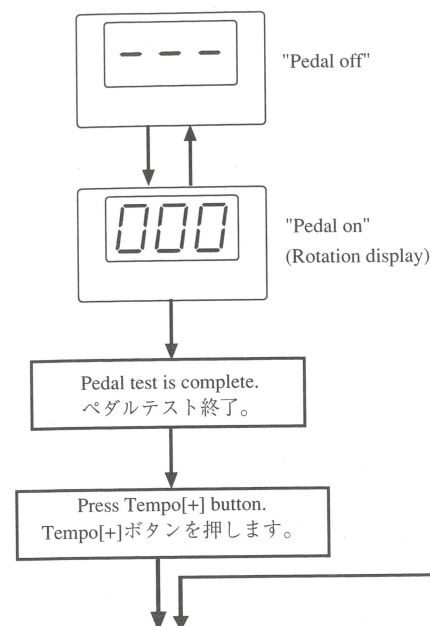 ---
"Pedal off"
000
"Pedal on"
(Rotation display)
Pedal test is complete.
ペダルテスト終了。
Press Tempo[+] button.
Tempo[+]ボタンを押します。